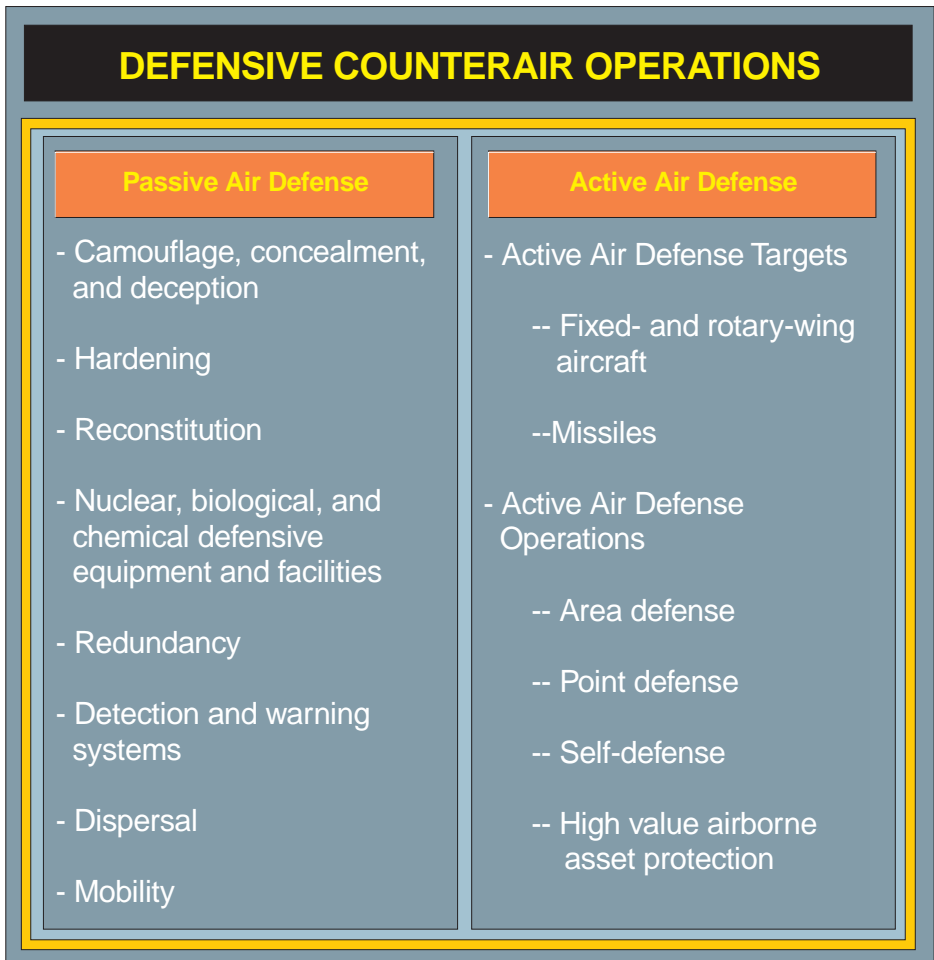 DEFENSIVE COUNTERAIR OPERATIONS
Passive Air Defense
- Camouflage, concealment,
and deception
- Hardening
- Reconstitution
- Nuclear, biological, and
chemical defensive
equipment and facilities
- Redundancy
- Detection and warning
systems
- Dispersal
- Mobility
Active Air Defense
- Active Air Defense Targets
-- Fixed- and rotary-wing
aircraft
--Missiles
- Active Air Defense
Operations
-- Area defense
-- Point defense
-- Self-defense
-- High value airborne
asset protection